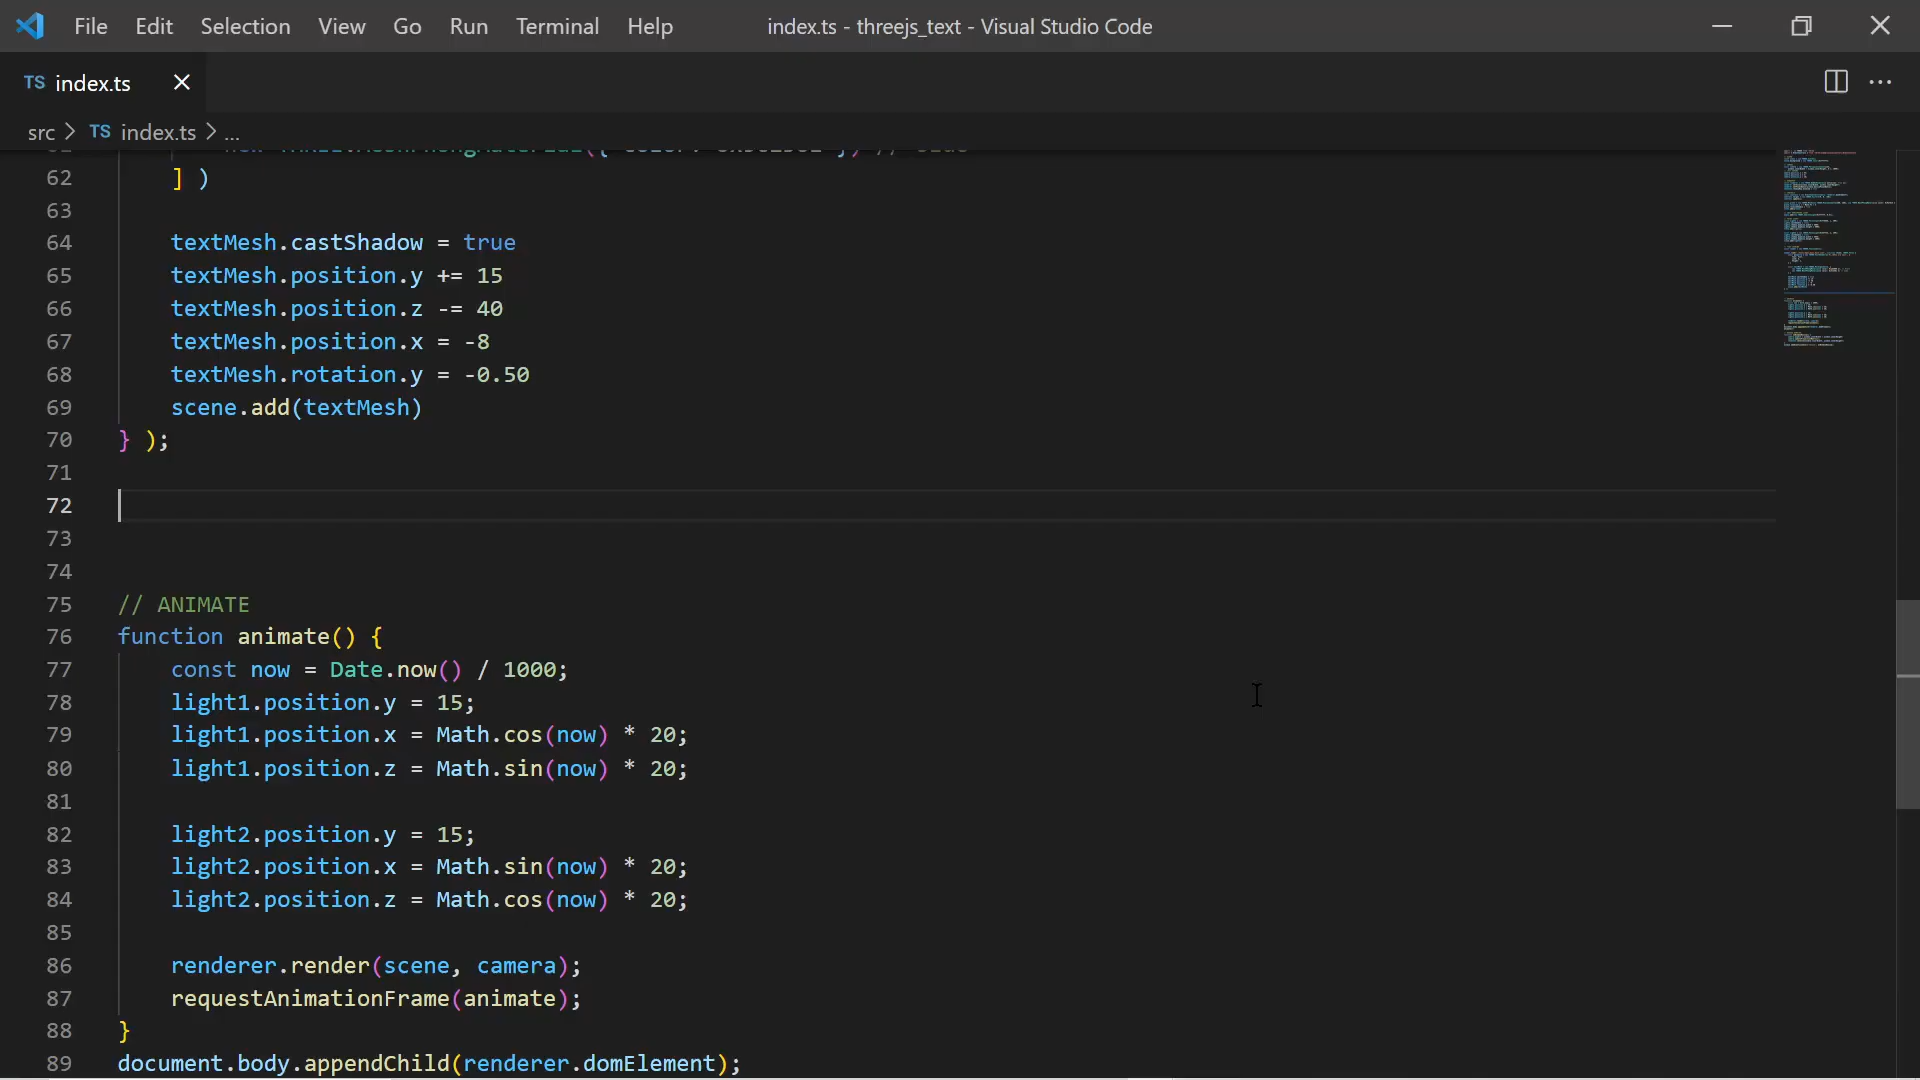 File Edit Selection View Go Run Terminal Help index.ts - threejs_text - Visual Studio Code
TS index.ts
src > TS index.ts > ...
62 ] )
63
64 textMesh.castShadow = true
65 textMesh.position.y += 15
66 textMesh.position.z -= 40
67 textMesh.position.x = -8
68 textMesh.rotation.y = -0.50
69 scene.add(textMesh)
70 } );
71
72
73
74
75 // ANIMATE
76 function animate() {
77 const now = Date.now() / 1000;
78 light1.position.y = 15;
79 light1.position.x = Math.cos(now) * 20;
80 light1.position.z = Math.sin(now) * 20;
81
82 light2.position.y = 15;
83 light2.position.x = Math.sin(now) * 20;
84 light2.position.z = Math.cos(now) * 20;
85
86 renderer.render(scene, camera);
87 requestAnimationFrame(animate);
88 }
89 document.body.appendChild(renderer.domElement);